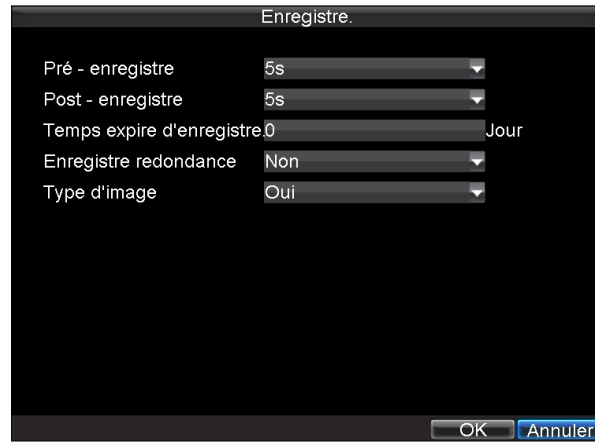 Enregistre.
Pré - enregistre 5s
Post - enregistre 5s
Temps expire d'enregistre. 0 Jour
Enregistre redondance Non
Type d'image Oui
OK Annuler